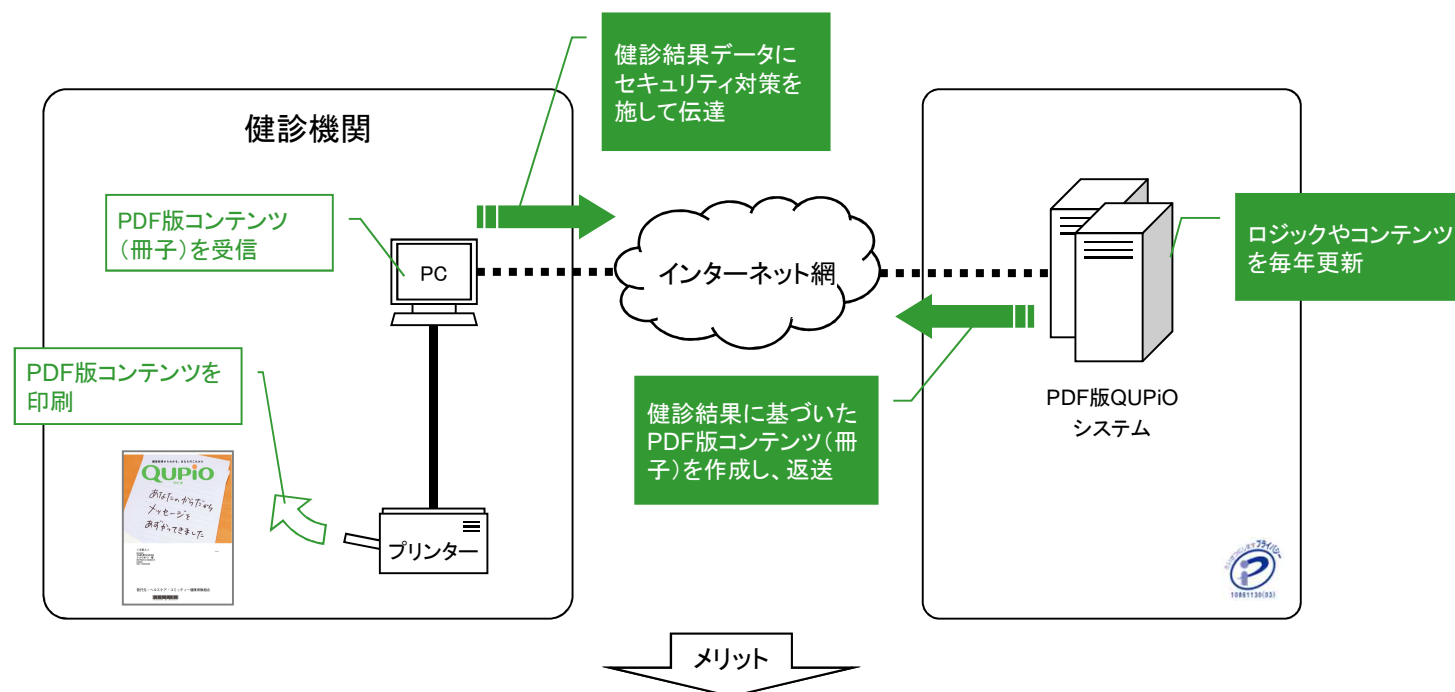 健診結果データに
セキュリティ対策を
施して伝達
健診機関
PDF版コンテンツ
(冊子)を受信
PC
インターネット網
ロジックやコンテンツ
を毎年更新
PDF版コンテンツを
印刷
健診結果に基づいた
PDF版コンテンツ(冊
子)を作成し、返送
PDF版QUPiO
システム
QUPiO
あなたのからだから
メッセージを
あずかってきました
プリンター
10861130(03)
メリット